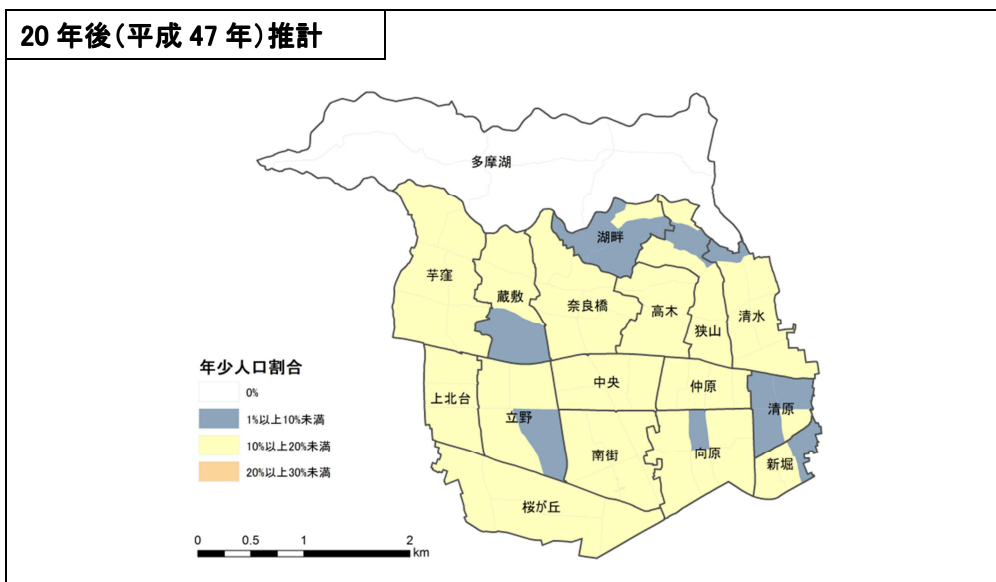 20 年後（平成 47 年）推計
多摩湖
湖畔
芋窪
蔵敷
奈良橋
高木
狭山
清水
年少人口割合
0%
1%以上10%未満
10%以上20%未満
20%以上30%未満
上北台
立野
中央
仲原
清原
南街
向原
新堀
桜が丘
0 0.5 1 2
km